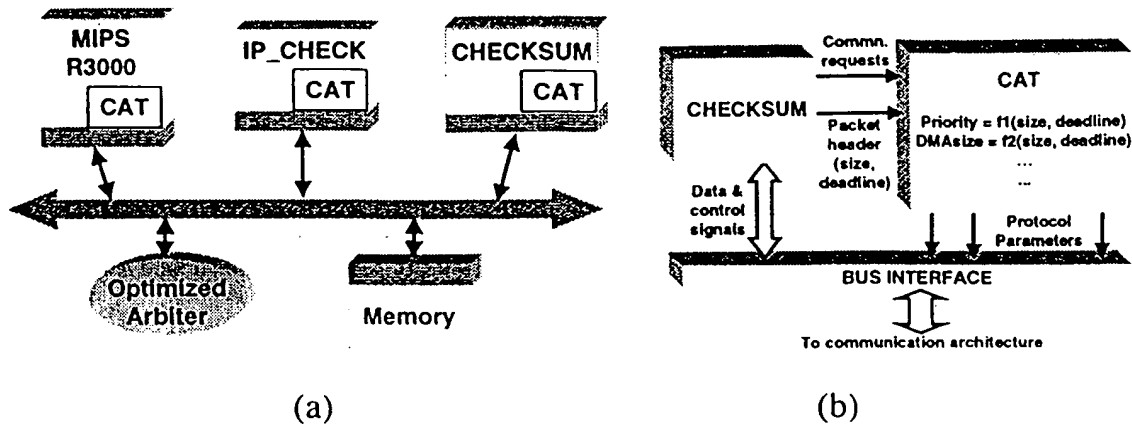 MIPS
R3000
CAT
IP_CHECK
CAT
CHECKSUM
CAT
Optimized
Arbiter
Memory
(a)
CHECKSUM
Commn.
requests
Packet
header
(size,
deadline)
CAT
Priority = f1(size, deadline)
DMAsize = f2(size, deadline)
...
...
Data &
control
signals
Protocol
Parameters
BUS INTERFACE
To communication architecture
(b)